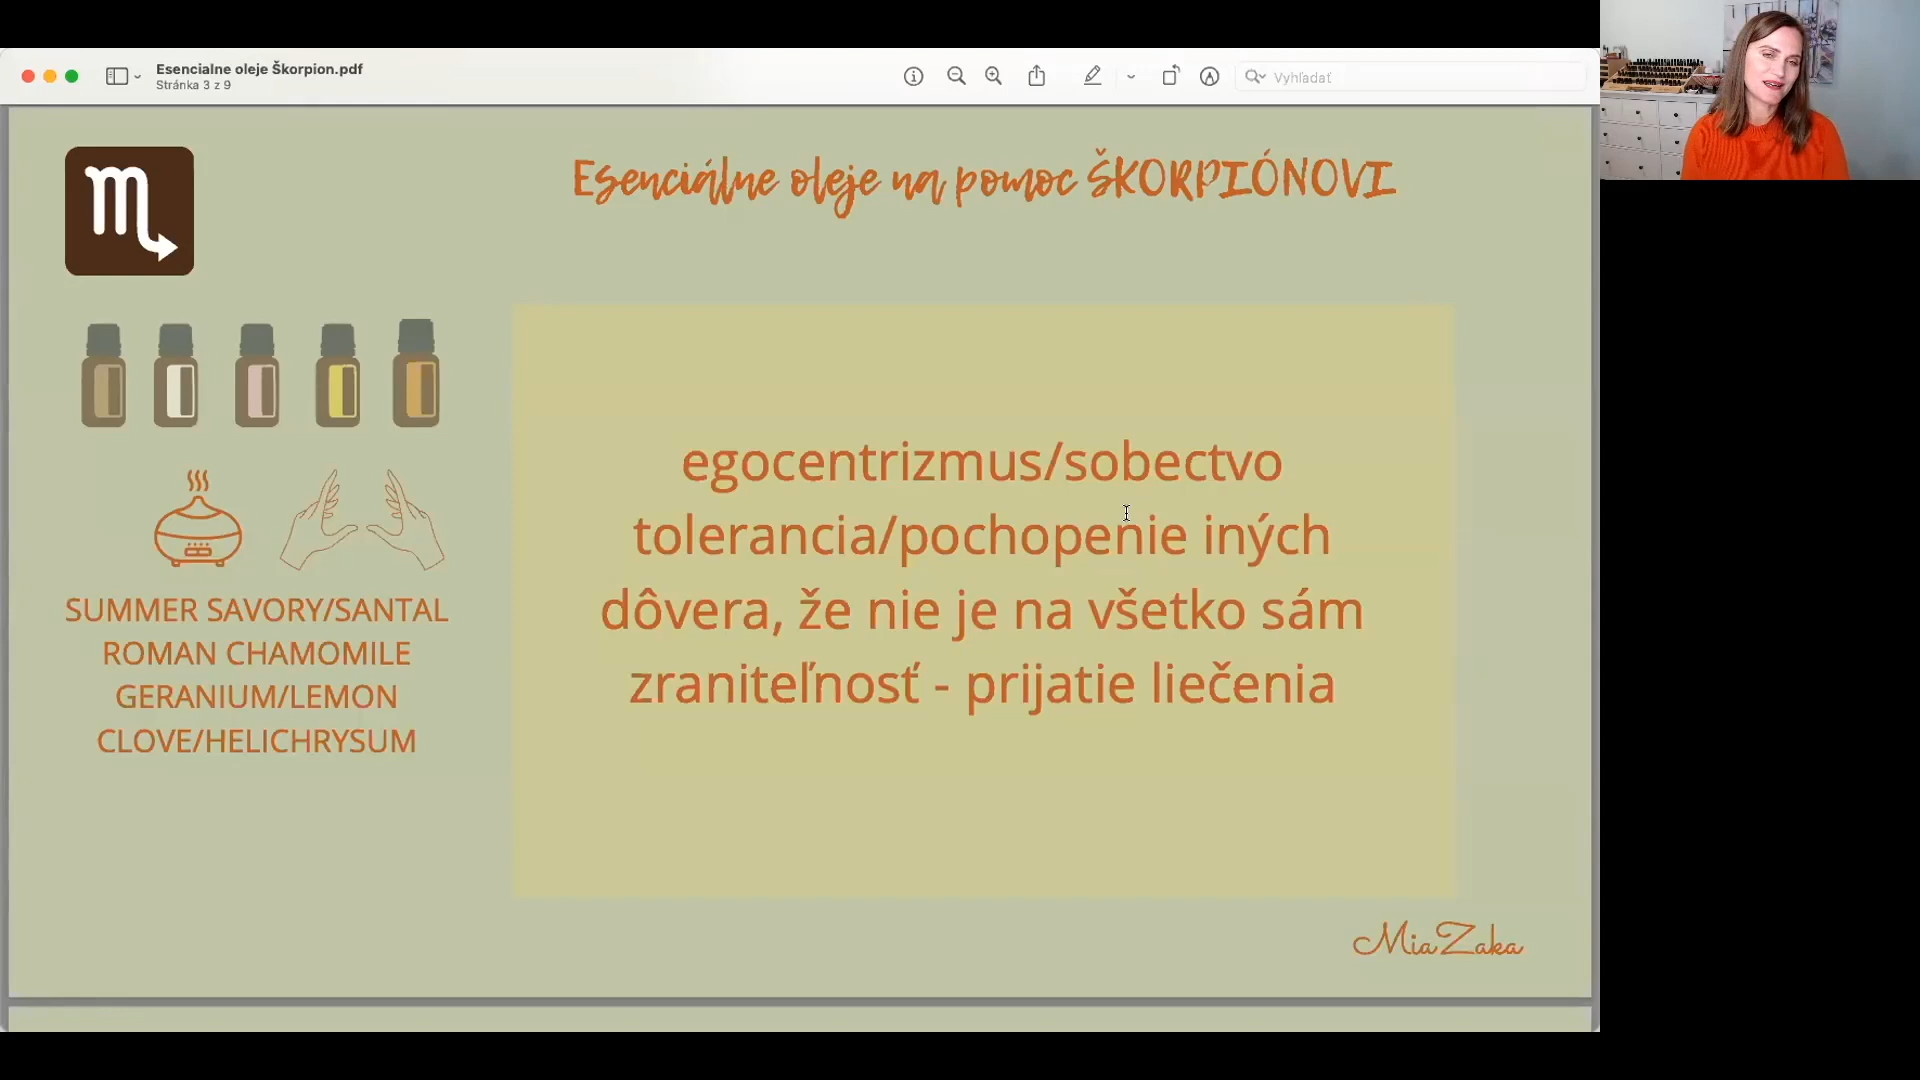 Esencialne oleje Škorpion.pdf
Stránka 3 z 9
Vyhľadať
Esenciálne oleje na pomoc ŠKORPIÓNOVI
egocentrizmus/sobectvo
tolerancia/pochopenie iných
dôvera, že nie je na všetko sám
zraniteľnosť - prijatie liečenia
SUMMER SAVORY/SANTAL
ROMAN CHAMOMILE
GERANIUM/LEMON
CLOVE/HELICHRYSUM
MiaZaka